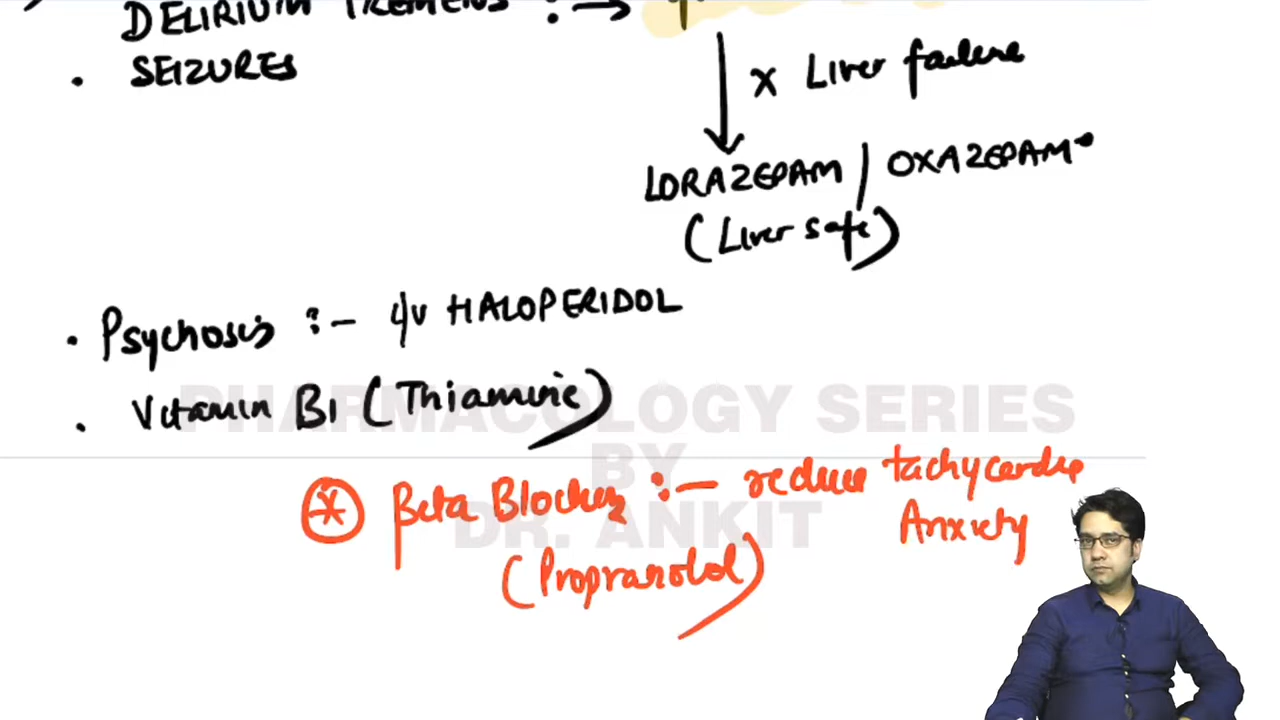 DELIRIUM TREMENS :→
• SEIZURES
x Liver failure
LORAZEPAM / OXAZEPAM
(Liver safe)
• Psychosis :- I/V HALOPERIDOL
• Vitamin B1 (Thiamine)
PHARMACOLOGY SERIES
BY
DR. ANKIT
* Beta Blockers :- reduce tachycardia
Anxiety
(Propranolol)